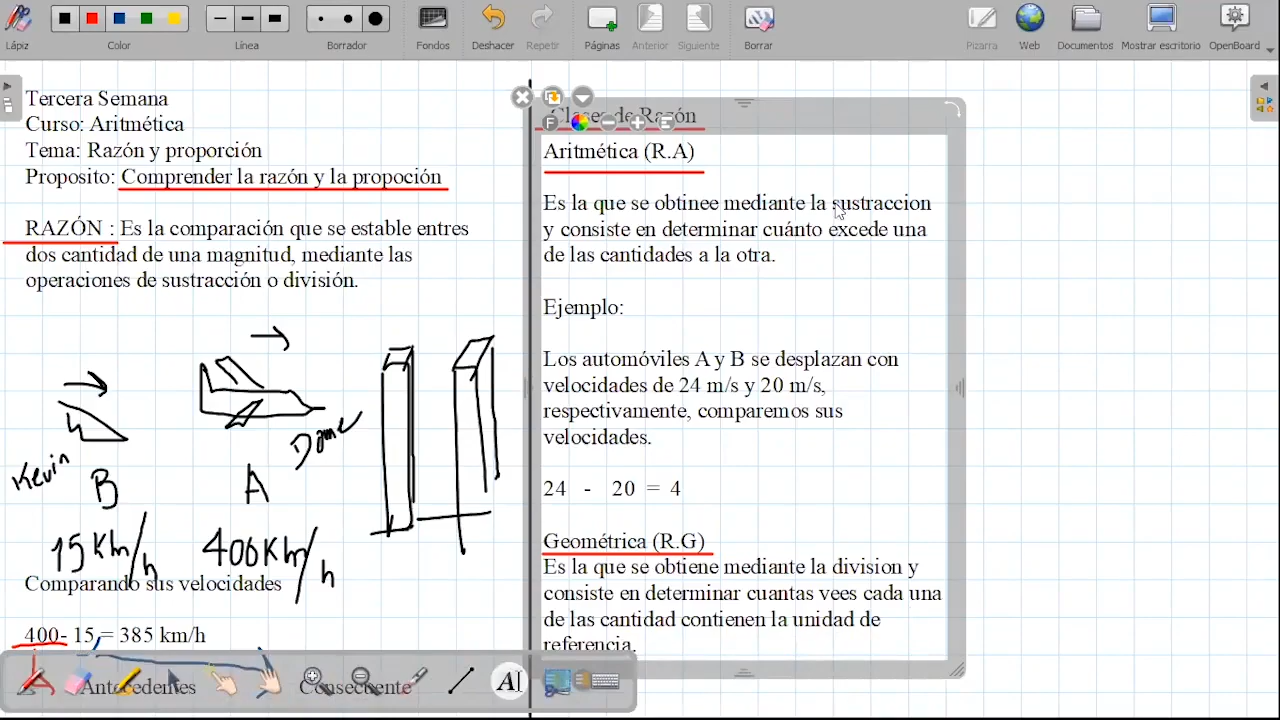 Lápiz
Color
Línea
Borrador
Fondos
Deshacer
Repetir
Páginas
Anterior
Siguiente
Borrar
Pizarra
Web
Documentos
Mostrar escritorio
OpenBoard
Tercera Semana
Curso: Aritmética
Tema: Razón y proporción
Proposito: Comprender la razón y la propoción
RAZÓN : Es la comparación que se estable entres
dos cantidad de una magnitud, mediante las
operaciones de sustracción o división.
Kevin
B
15 Km/h
A
400 Km/h
Comparando sus velocidades
400- 15 = 385 km/h
Antecedentes
Consecuente
Clases de Razón
F
Aritmética (R.A)
Es la que se obtinee mediante la sustraccion
y consiste en determinar cuánto excede una
de las cantidades a la otra.
Ejemplo:
Los automóviles A y B se desplazan con
velocidades de 24 m/s y 20 m/s,
respectivamente, comparemos sus
velocidades.
24 - 20 = 4
Geométrica (R.G)
Es la que se obtiene mediante la division y
consiste en determinar cuantas vees cada una
de las cantidad contienen la unidad de
referencia.